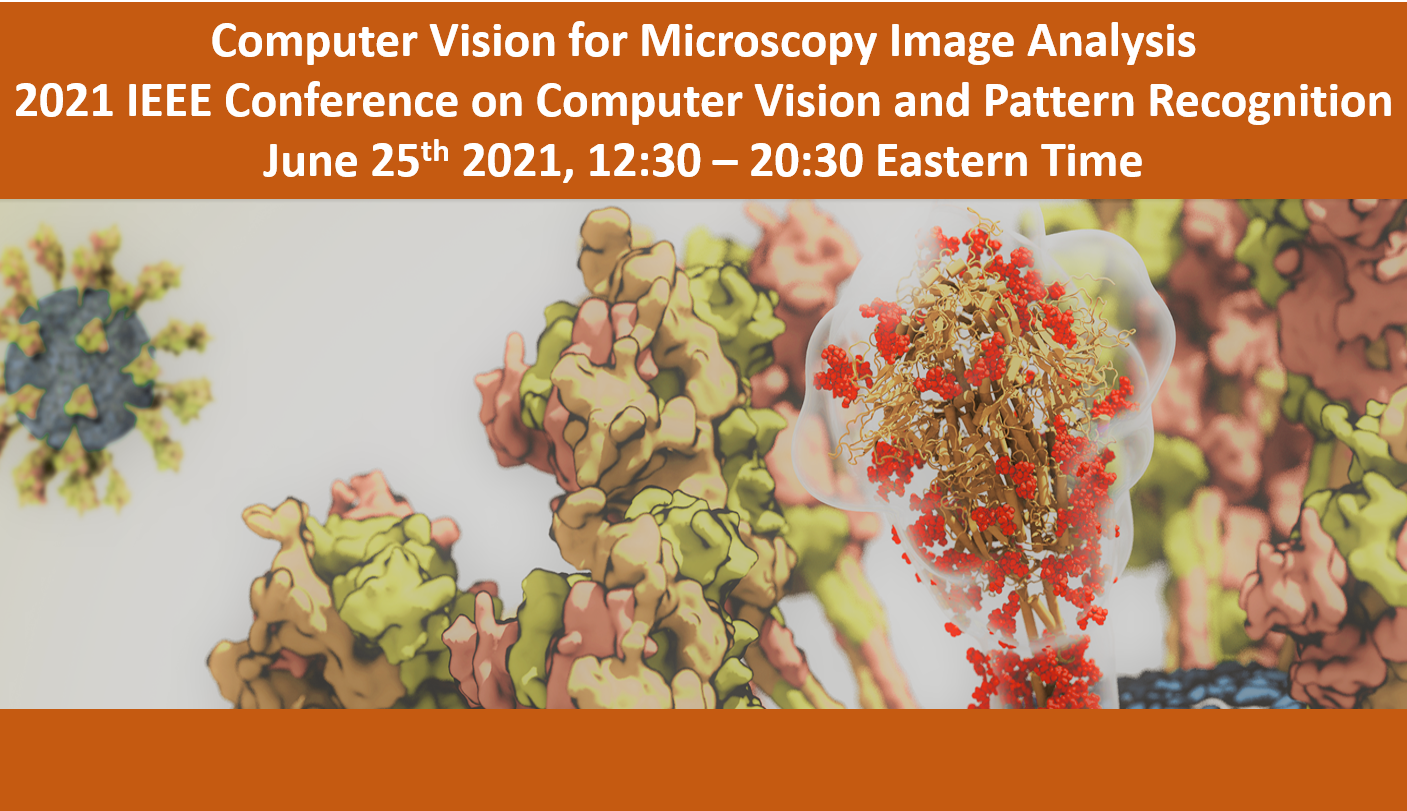 Computer Vision for Microscopy Image Analysis
2021 IEEE Conference on Computer Vision and Pattern Recognition
June 25th 2021, 12:30 – 20:30 Eastern Time